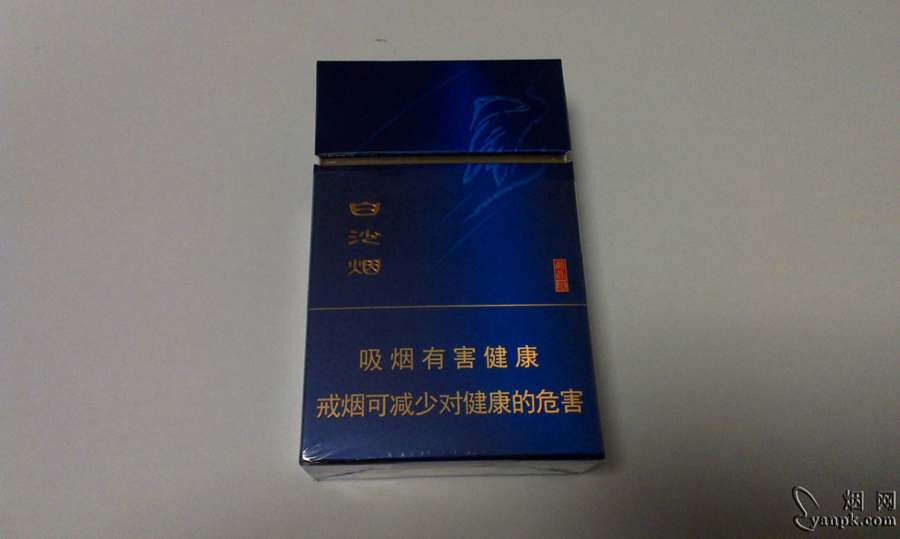 白沙烟
吸烟有害健康
戒烟可减少对健康的危害
烟网
yanpk.com